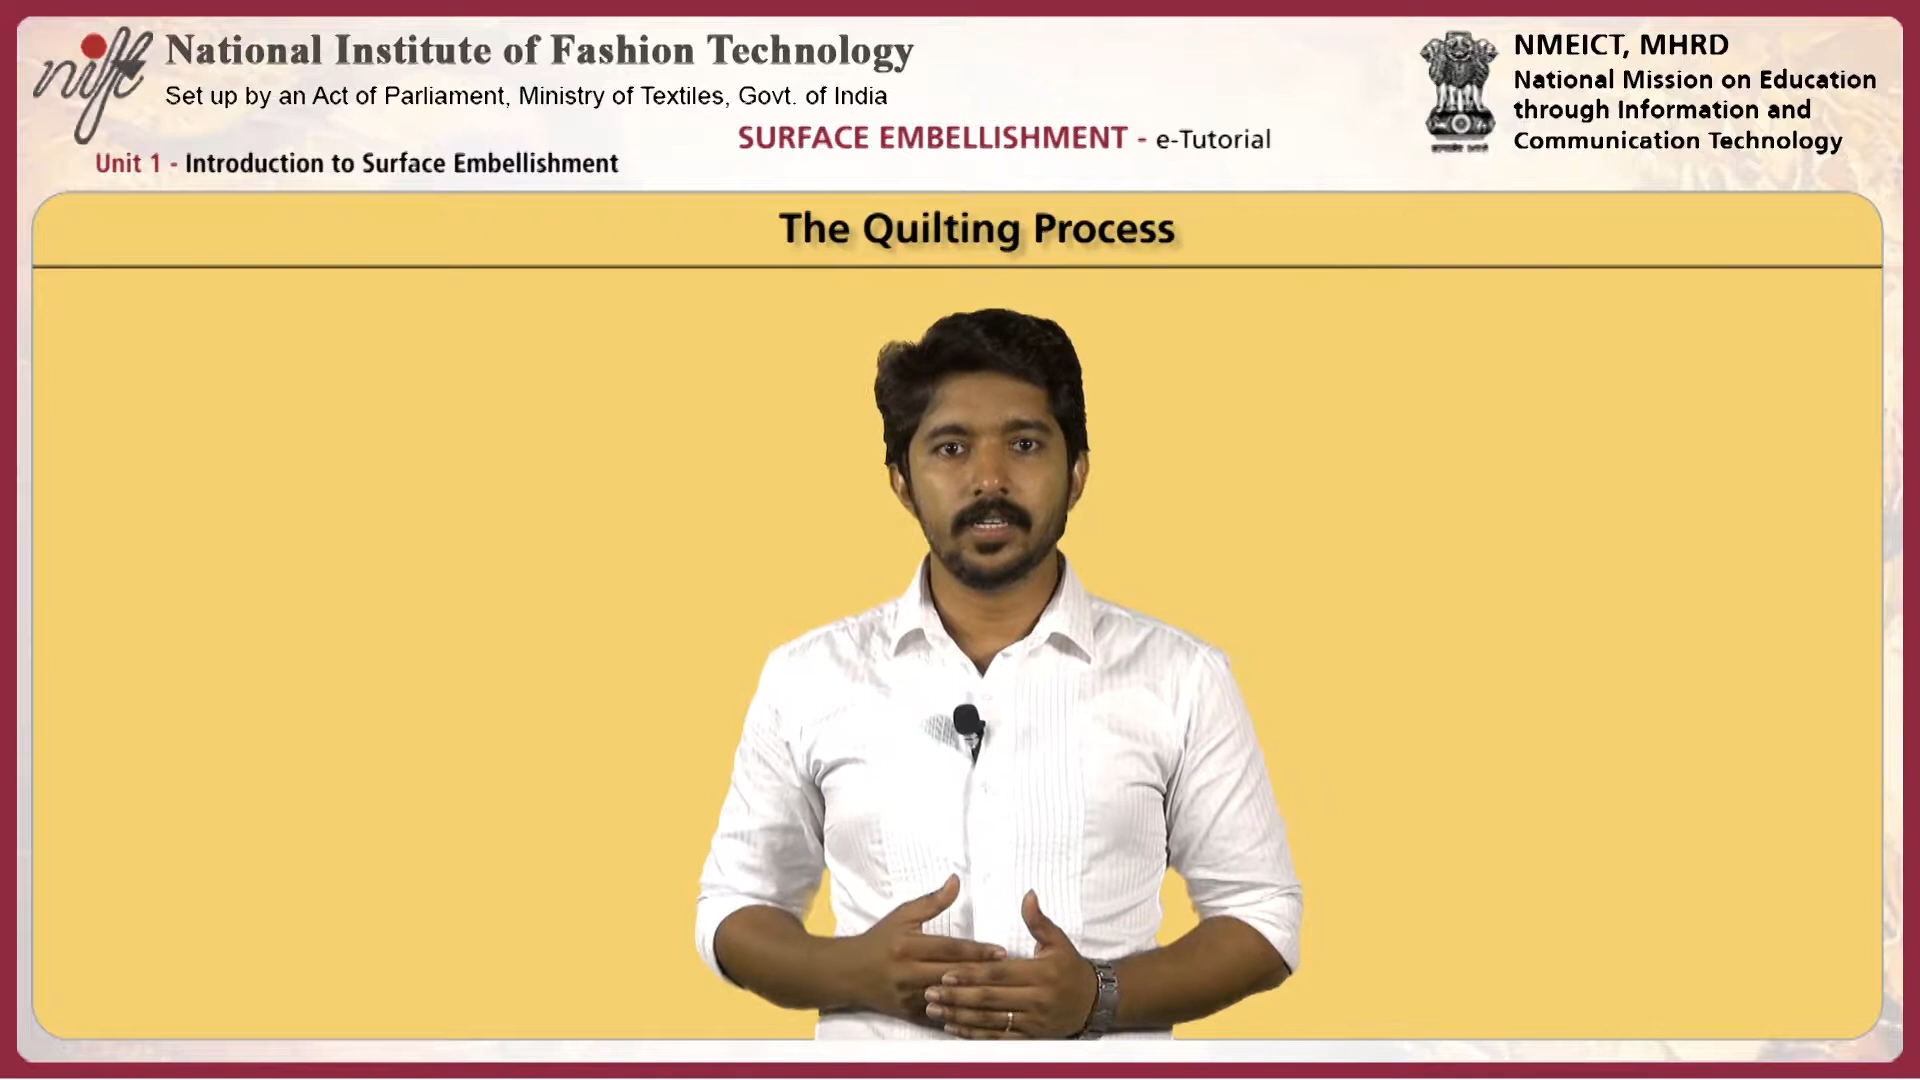 nift
National Institute of Fashion Technology
Set up by an Act of Parliament, Ministry of Textiles, Govt. of India
NMEICT, MHRD
National Mission on Education
through Information and
Communication Technology
SURFACE EMBELLISHMENT - e-Tutorial
Unit 1 - Introduction to Surface Embellishment
The Quilting Process